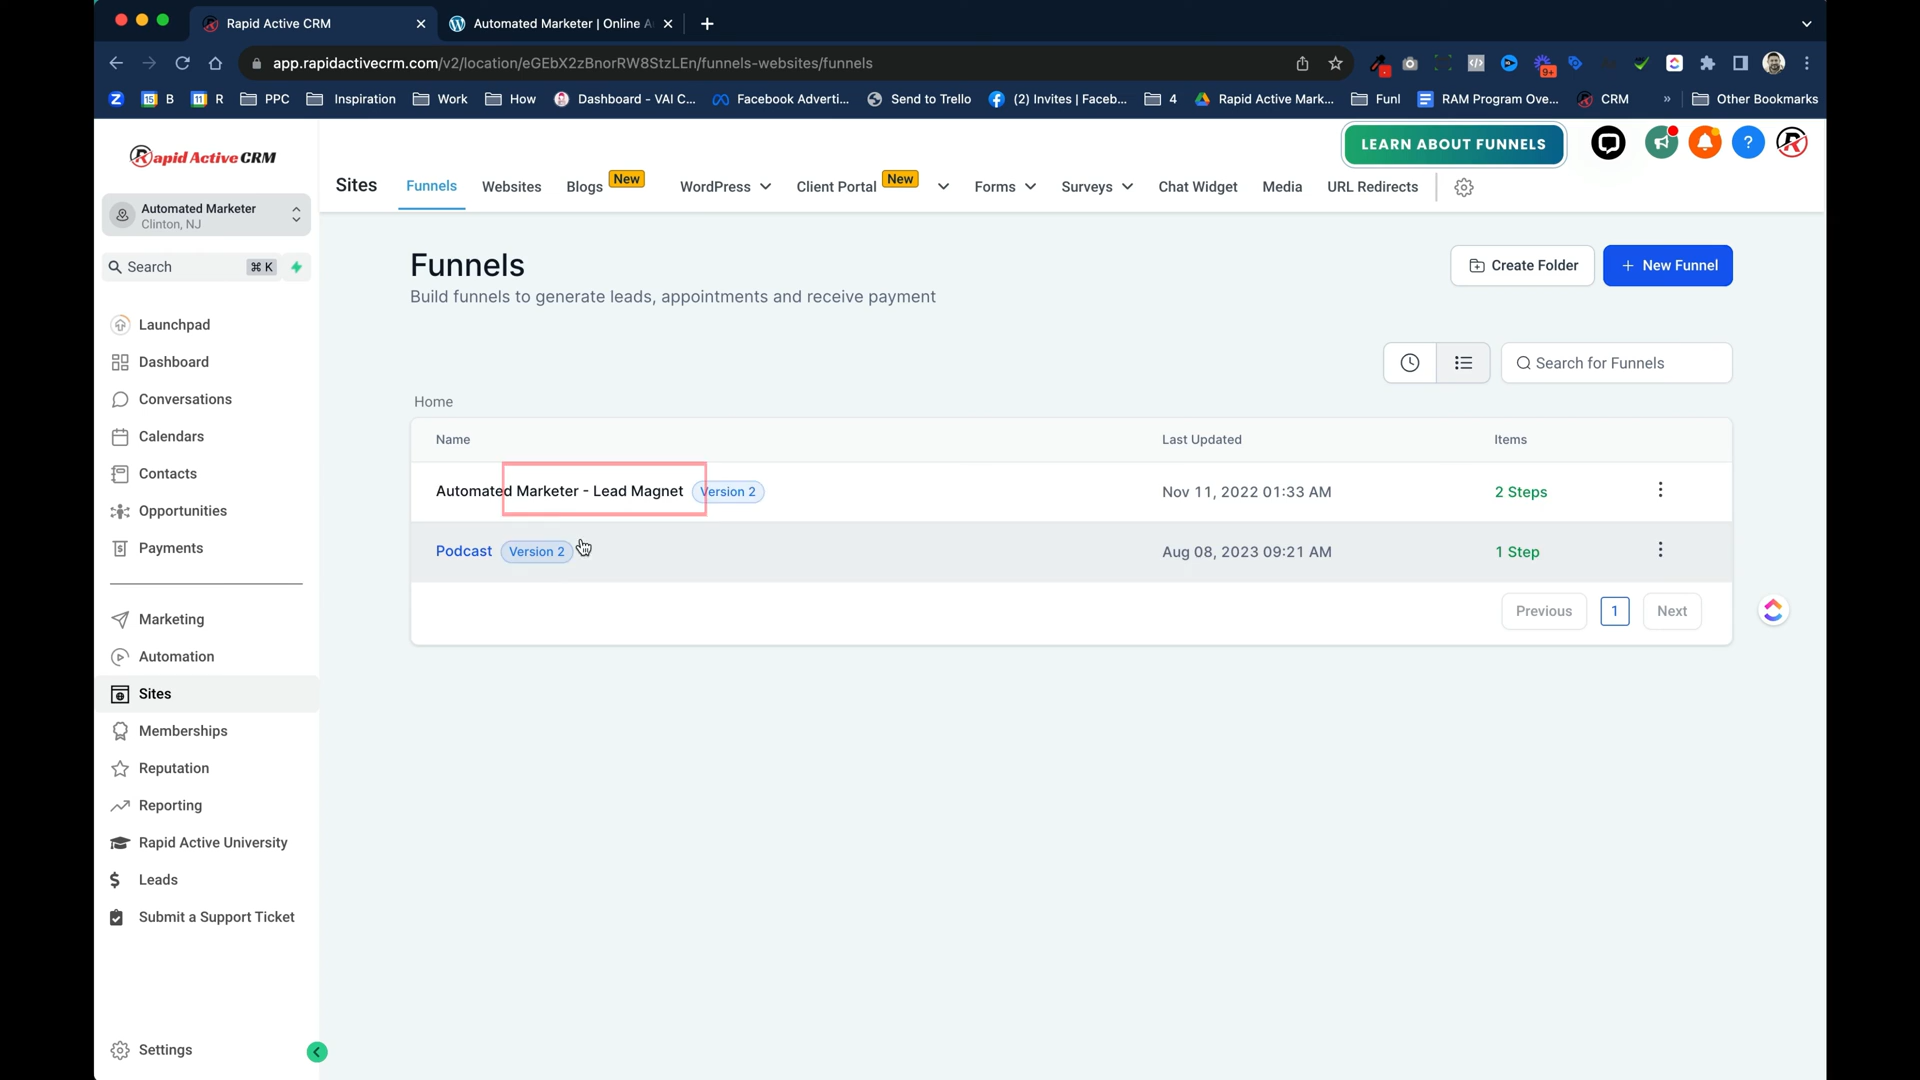 Rapid Active CRM
Automated Marketer | Online A
app.rapidactivecrm.com/v2/location/eGEbX2zBnorRW8StzLEn/funnels-websites/funnels
9+
15 B
11 R
PPC
Inspiration
Work
How
Dashboard - VAI C...
Facebook Adverti...
Send to Trello
(2) Invites | Faceb...
4
Rapid Active Mark...
Funl
RAM Program Ove...
CRM
»
Other Bookmarks
Rapid Active CRM
LEARN ABOUT FUNNELS
?
Sites
Funnels
Websites
Blogs New
WordPress
Client Portal New
Forms
Surveys
Chat Widget
Media
URL Redirects
Automated Marketer
Clinton, NJ
Search ⌘ K
Launchpad
Dashboard
Conversations
Calendars
Contacts
Opportunities
Payments
Marketing
Automation
Sites
Memberships
Reputation
Reporting
Rapid Active University
Leads
Submit a Support Ticket
Settings
Funnels
Build funnels to generate leads, appointments and receive payment
Create Folder
+ New Funnel
Search for Funnels
Home
Name Last Updated Items
Automated Marketer - Lead Magnet Version 2 Nov 11, 2022 01:33 AM 2 Steps
Podcast Version 2 Aug 08, 2023 09:21 AM 1 Step
Previous 1 Next